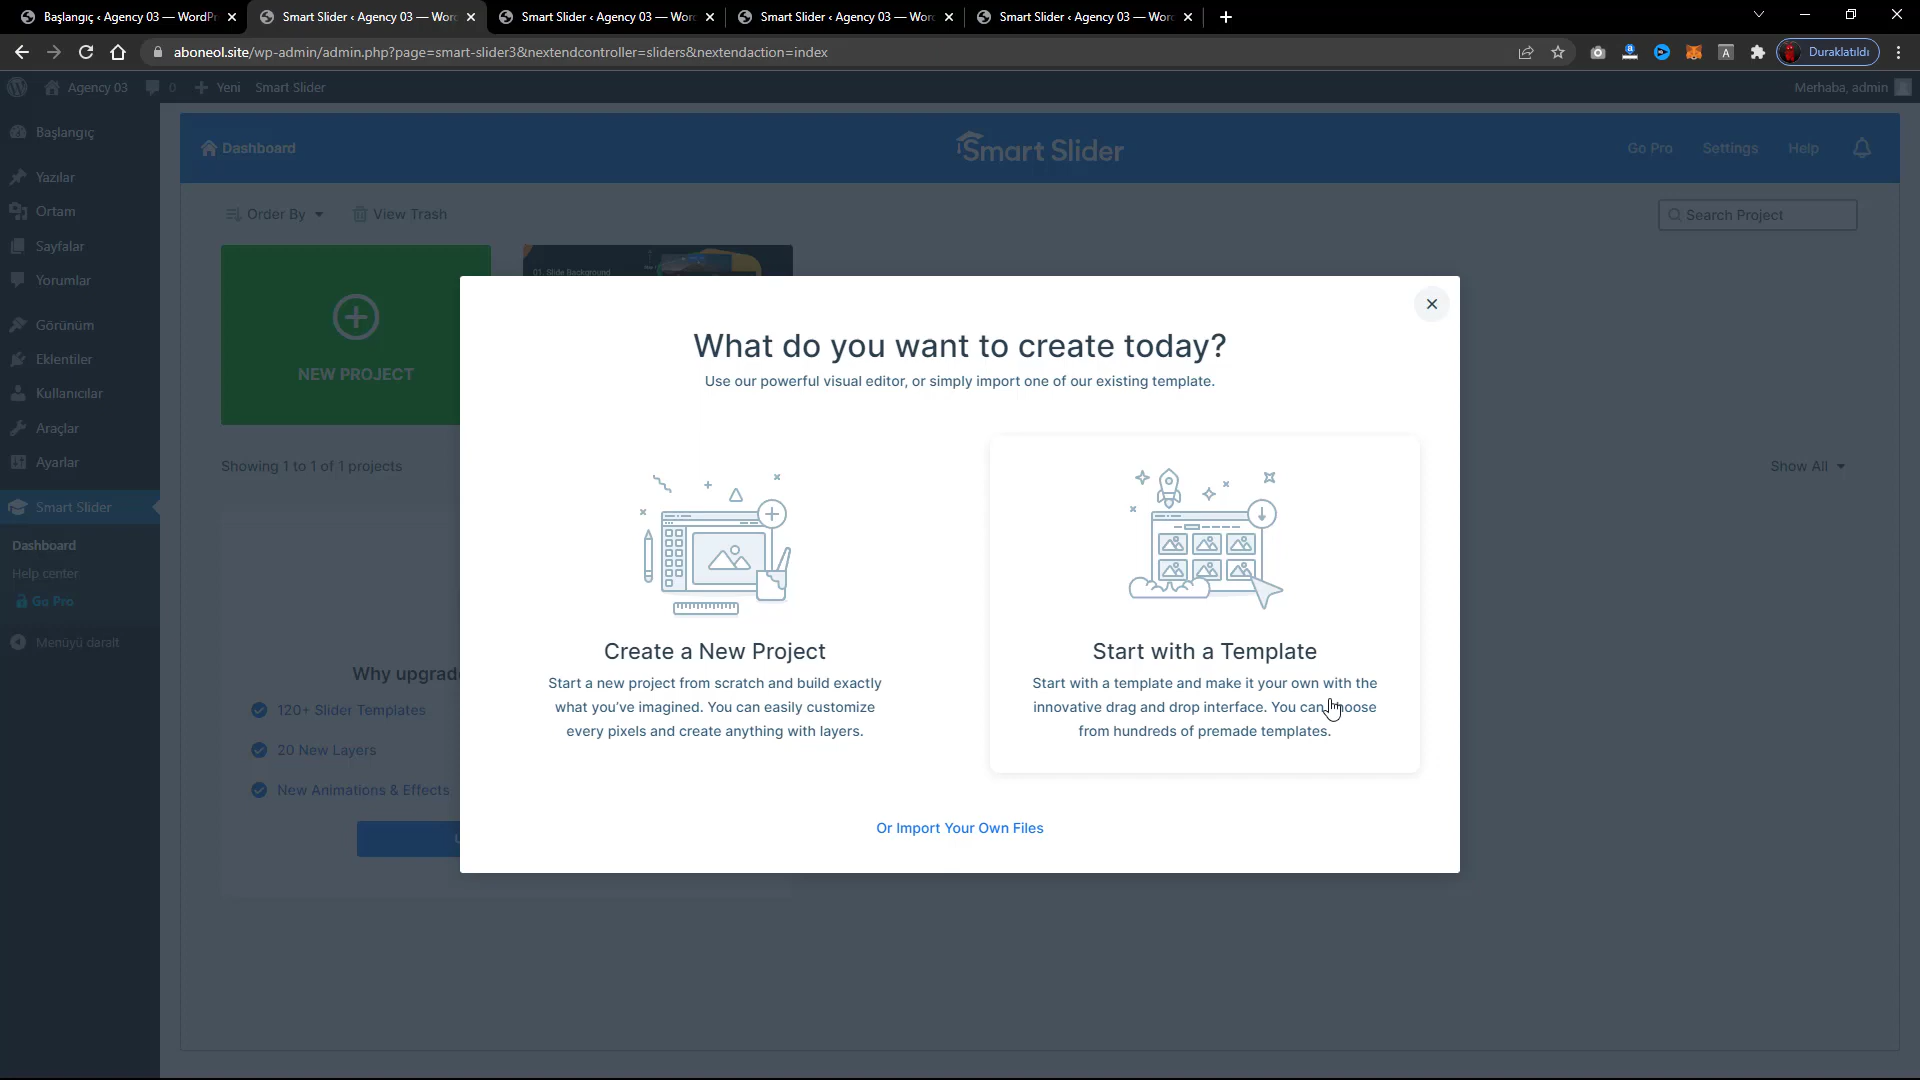 Başlangıç ‹ Agency 03 — WordPr
Smart Slider ‹ Agency 03 — Word
Smart Slider ‹ Agency 03 — Word
Smart Slider ‹ Agency 03 — Word
Smart Slider ‹ Agency 03 — Word
aboneol.site/wp-admin/admin.php?page=smart-slider3&nextendcontroller=sliders&nextendaction=index
A
Duraklatıldı
Agency 03
0
Yeni
Smart Slider
Merhaba, admin
Başlangıç
Yazılar
Ortam
Sayfalar
Yorumlar
Görünüm
Eklentiler
Kullanıcılar
Araçlar
Ayarlar
Smart Slider
Dashboard
Help center
Go Pro
Menüyü daralt
Dashboard
Smart Slider
Go Pro
Settings
Help
Order By
View Trash
Search Project
NEW PROJECT
01. Slide Background
Showing 1 to 1 of 1 projects
Show All
Why upgrade
120+ Slider Templates
20 New Layers
New Animations & Effects
What do you want to create today?
Use our powerful visual editor, or simply import one of our existing template.
Create a New Project
Start a new project from scratch and build exactly
what you've imagined. You can easily customize
every pixels and create anything with layers.
Start with a Template
Start with a template and make it your own with the
innovative drag and drop interface. You can choose
from hundreds of premade templates.
Or Import Your Own Files